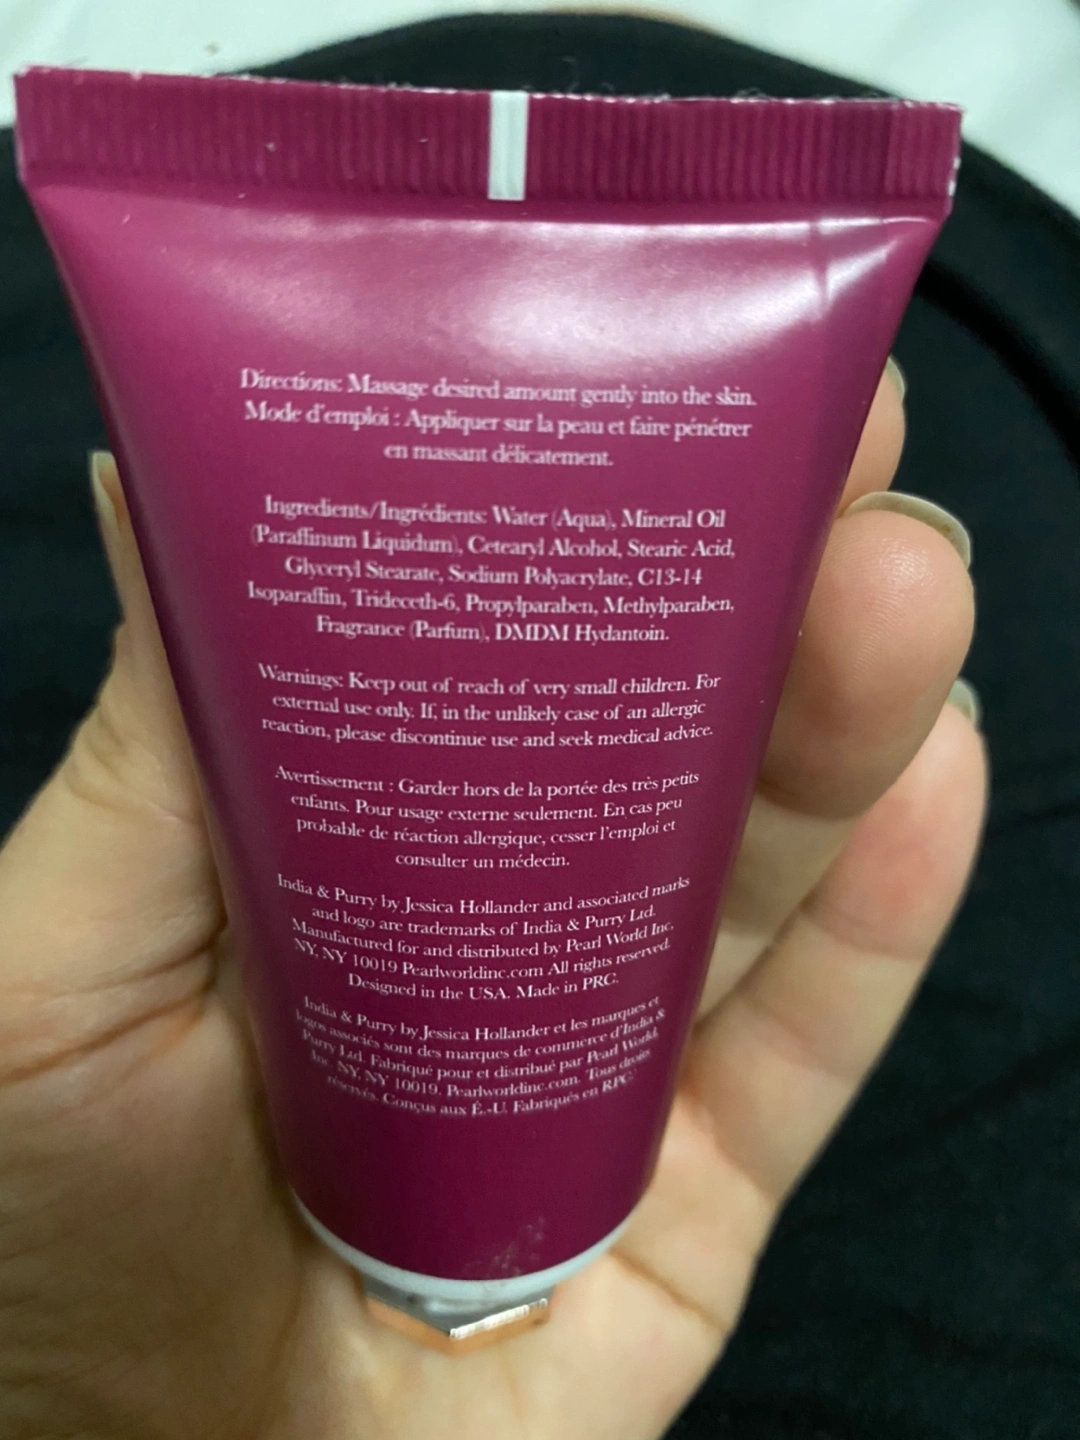 Directions: Massage desired amount gently into the skin.
Mode d'emploi : Appliquer sur la peau et faire pénétrer
en massant délicatement.
Ingredients/Ingrédients: Water (Aqua), Mineral Oil
(Paraffinum Liquidum), Cetearyl Alcohol, Stearic Acid,
Glyceryl Stearate, Sodium Polyacrylate, C13-14
Isoparaffin, Trideceth-6, Propylparaben, Methylparaben,
Fragrance (Parfum), DMDM Hydantoin.
Warnings: Keep out of reach of very small children. For
external use only. If, in the unlikely case of an allergic
reaction, please discontinue use and seek medical advice.
Avertissement : Garder hors de la portée des très petits
enfants. Pour usage externe seulement. En cas peu
probable de réaction allergique, cesser l'emploi et
consulter un médecin.
India & Purry by Jessica Hollander and associated marks
and logo are trademarks of India & Purry Ltd.
Manufactured for and distributed by Pearl World Inc,
NY, NY 10019 Pearlworldinc.com All rights reserved.
Designed in the USA. Made in PRC.
India & Purry by Jessica Hollander et les marques et
logos associés sont des marques de commerce d'India &
Purry Ltd. Fabriqué pour et distribué par Pearl World,
Inc, NY, NY 10019. Pearlworldinc.com. Tous droits
réservés. Conçus aux É.-U. Fabriqués en RPC.